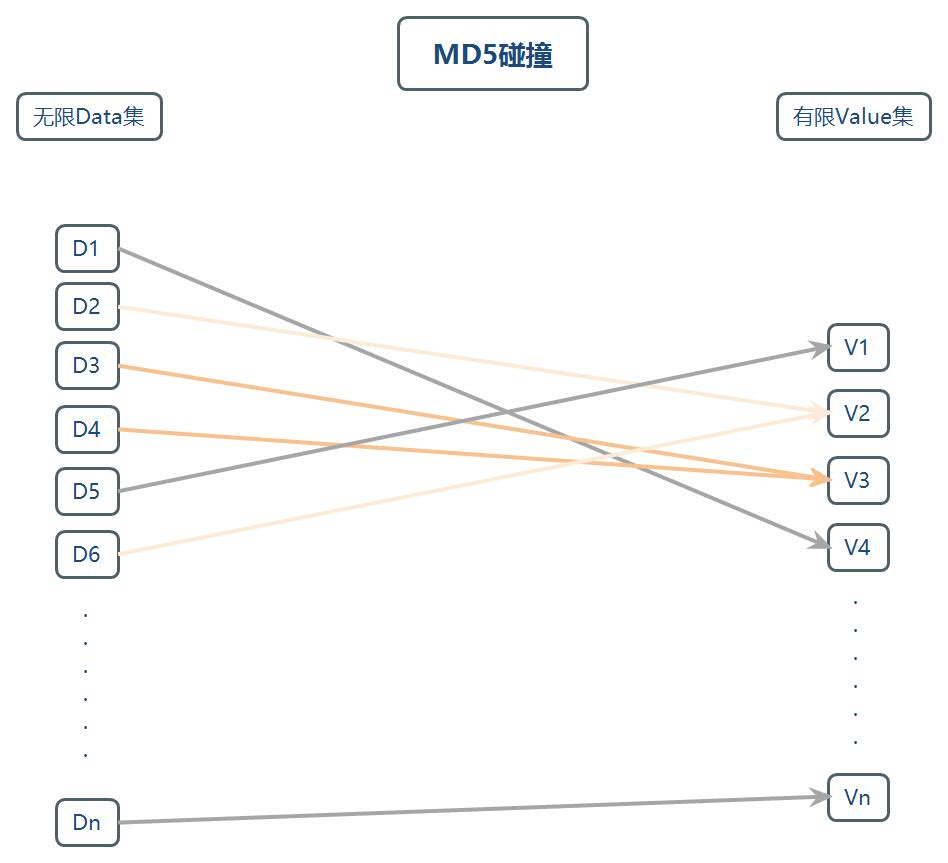 MD5碰撞
无限Data集
有限Value集
D1
D2
D3
D4
D5
D6
.
.
.
.
.
.
Dn
V1
V2
V3
V4
.
.
.
.
.
.
Vn